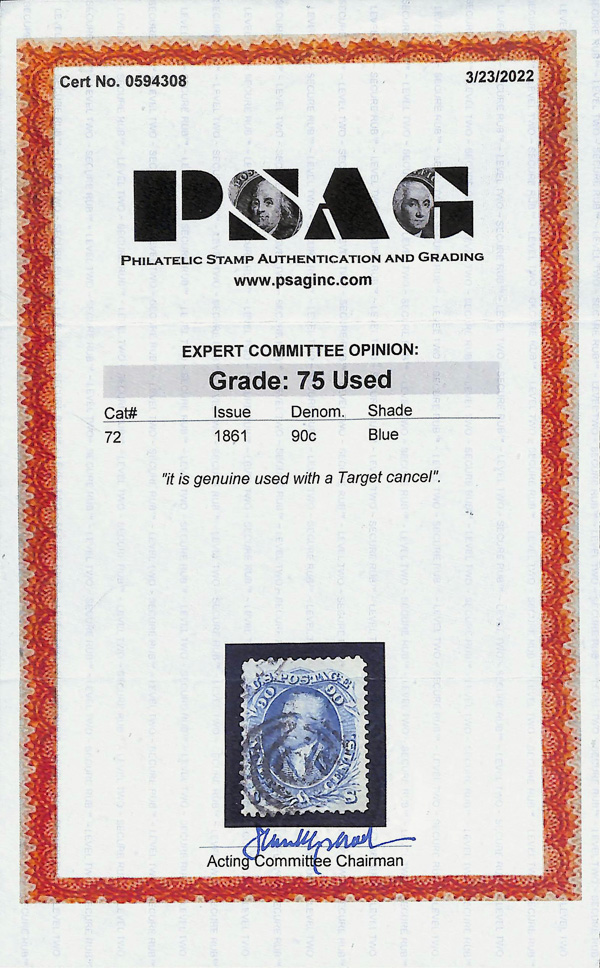 Cert No. 0594308
3/23/2022
PSAG
PHILATELIC STAMP AUTHENTICATION AND GRADING
www.psaginc.com
EXPERT COMMITTEE OPINION:
Grade: 75 Used
Cat# Issue Denom. Shade
72 1861 90c Blue
"it is genuine used with a Target cancel".
U.S. POSTAGE
90 90
U S
Acting Committee Chairman